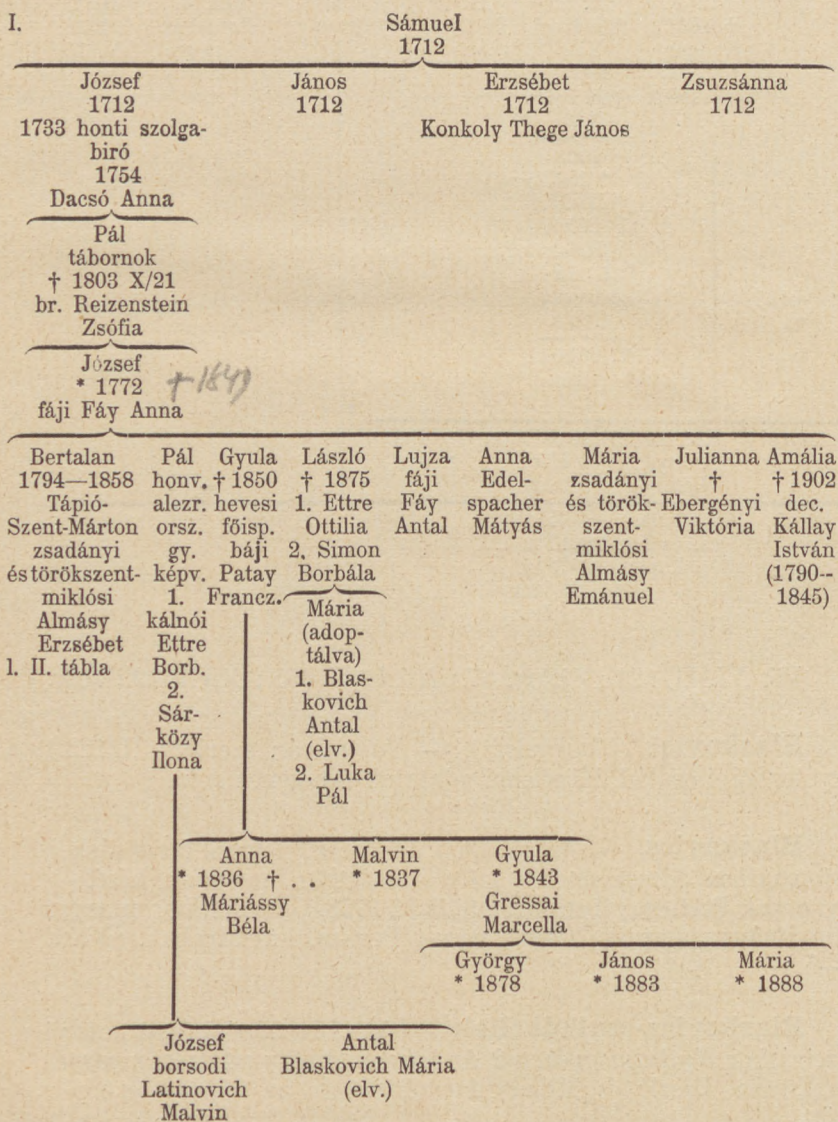 I.
Sámuel
1712
József János Erzsébet Zsuzsánna
1712 1712 1712 1712
1733 honti szolga- Konkoly Thege János
biró
1754
Dacsó Anna
Pál
tábornok
† 1803 X/21
br. Reizenstein
Zsófia
József
* 1772 † 1849
fáji Fáy Anna
Bertalan
1794—1858
Tápió-
Szent-Márton
zsadányi
és törökszent-
miklósi
Almásy
Erzsébet
l. II. tábla
Pál
honv.
alezr.
orsz.
gy.
képv.
1.
kálnói
Ettre
Borb.
2.
Sár-
közy
Ilona
Gyula
† 1850
hevesi
főisp.
báji
Patay
Francz.
László
† 1875
1. Ettre
Ottilia
2. Simon
Borbála
Mária
(adop-
tálva)
1. Blas-
kovich
Antal
(elv.)
2. Luka
Pál
Lujza
fáji
Fáy
Antal
Anna
Edel-
spacher
Mátyás
Mária
zsadányi
és török-
szent-
miklósi
Almásy
Emánuel
Julianna
†
Ebergényi
Viktória
Amália
† 1902
dec.
Kállay
István
(1790--
1845)
Anna Malvin Gyula
* 1836 † . . * 1837 * 1843
Máriássy Gressai
Béla Marcella
György János Mária
* 1878 * 1883 * 1888
József Antal
borsodi Blaskovich Mária
Latinovich (elv.)
Malvin